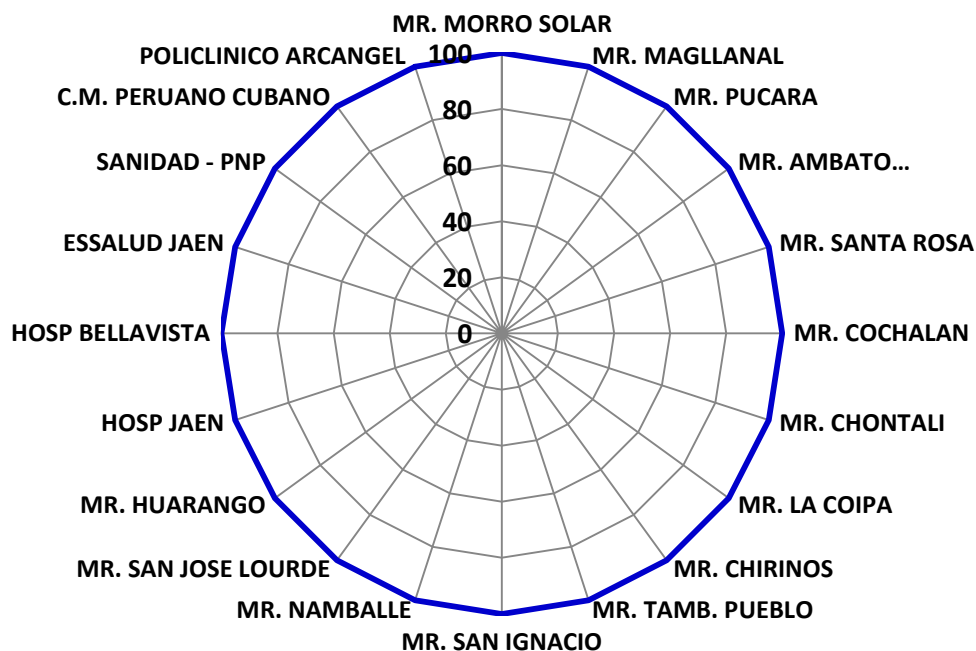 MR. MORRO SOLAR
MR. MAGLLANAL
MR. PUCARA
MR. AMBATO...
MR. SANTA ROSA
MR. COCHALAN
MR. CHONTALI
MR. LA COIPA
MR. CHIRINOS
MR. TAMB. PUEBLO
MR. SAN IGNACIO
MR. NAMBALLE
MR. SAN JOSE LOURDE
MR. HUARANGO
HOSP JAEN
HOSP BELLAVISTA
ESSALUD JAEN
SANIDAD - PNP
C.M. PERUANO CUBANO
POLICLINICO ARCANGEL
100
80
60
40
20
0